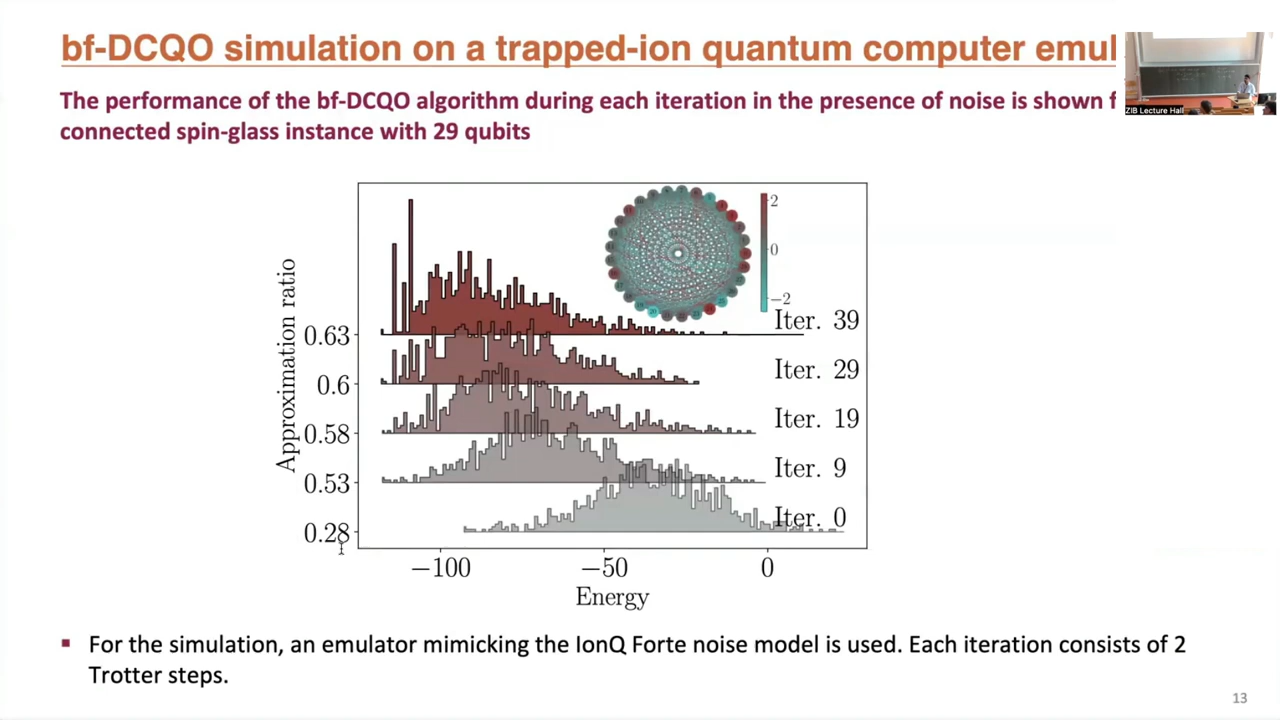 bf-DCQO simulation on a trapped-ion quantum computer emul
ZIB Lecture Hall
The performance of the bf-DCQO algorithm during each iteration in the presence of noise is shown f
connected spin-glass instance with 29 qubits
2
0
−2
Approximation ratio
0.63
Iter. 39
0.6
Iter. 29
0.58
Iter. 19
0.53
Iter. 9
0.28
Iter. 0
−100
−50
0
Energy
▪ For the simulation, an emulator mimicking the IonQ Forte noise model is used. Each iteration consists of 2
Trotter steps.
13